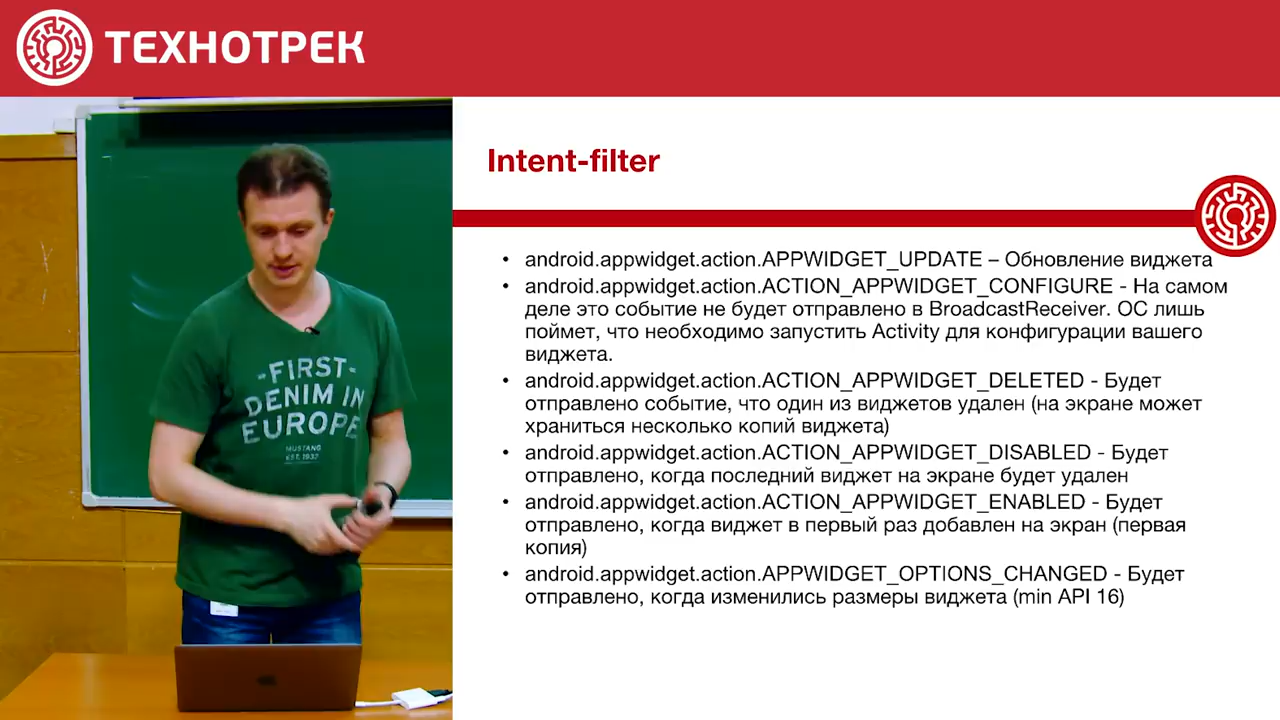 ТЕХНОТРЕК
Intent-filter
• android.appwidget.action.APPWIDGET_UPDATE – Обновление виджета
• android.appwidget.action.ACTION_APPWIDGET_CONFIGURE - На самом
деле это событие не будет отправлено в BroadcastReceiver. ОС лишь
поймет, что необходимо запустить Activity для конфигурации вашего
виджета.
• android.appwidget.action.ACTION_APPWIDGET_DELETED - Будет
отправлено событие, что один из виджетов удален (на экране может
храниться несколько копий виджета)
• android.appwidget.action.ACTION_APPWIDGET_DISABLED - Будет
отправлено, когда последний виджет на экране будет удален
• android.appwidget.action.ACTION_APPWIDGET_ENABLED - Будет
отправлено, когда виджет в первый раз добавлен на экран (первая
копия)
• android.appwidget.action.APPWIDGET_OPTIONS_CHANGED - Будет
отправлено, когда изменились размеры виджета (min API 16)
-FIRST-
DENIM IN
EUROPE
MUSTANG
EST. 1932